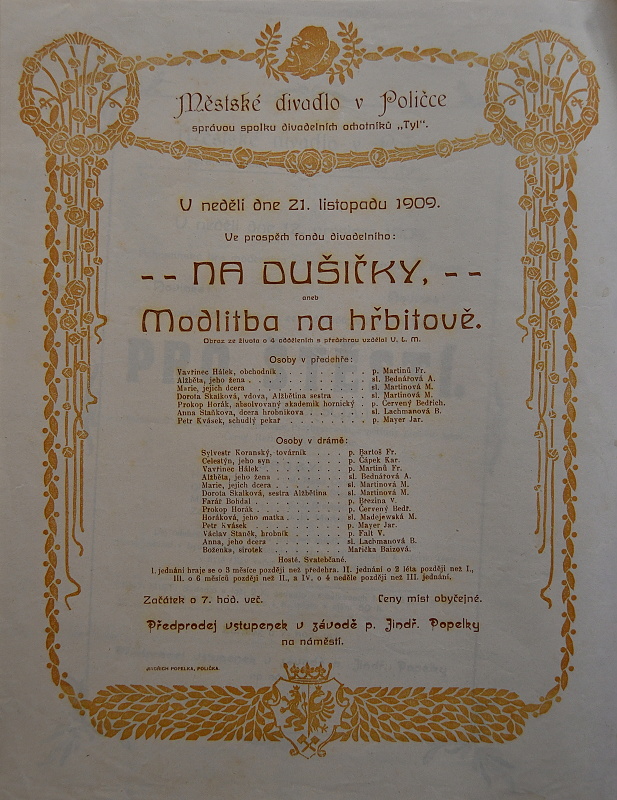 Městské divadlo v Poličce
správou spolku divadelních ochotníků „Tyl“.
V neděli dne 21. listopadu 1909.
Ve prospěch fondu divadelního:
-- NA DUŠIČKY, --
aneb
Modlitba na hřbitově.
Obraz ze života o 4 odděleních s předehrou vzdělal U. L. M.
Osoby v předehře:
Vavřinec Hálek, obchodník . . . . . . . . . p. Martinů Fr.
Alžběta, jeho žena . . . . . . . . . sl. Bednářová A.
Marie, jejich dcera . . . . . . . . . sl. Martinová M.
Dorota Skalková, vdova, Alžbětina sestra . . sl. Martinová M.
Prokop Horák, absolvovaný akademik hornický . p. Červený Bedřich.
Anna Staňkova, dcera hrobníkova . . . . . sl. Lachmanová B.
Petr Kvásek, schudlý pekař . . . . . . . p. Mayer Jar.
Osoby v drámě:
Sylvestr Koranský, továrník . . . . . p. Bartoš Fr.
Celestýn, jeho syn . . . . . . . . p. Čápek Kar.
Vavřinec Hálek . . . . . . . . . p. Martinů Fr.
Alžběta, jeho žena . . . . . . . . sl. Bednářová A.
Marie, jejich dcera . . . . . . . . sl. Martinová M.
Dorota Skalková, sestra Alžbětina . . sl. Martinová M.
Farář Bohdal . . . . . . . . . p. Březina V.
Prokop Horák . . . . . . . . . p. Červený Bedř.
Horáková, jeho matka . . . . . . . sl. Madejewská M.
Petr Kvásek . . . . . . . . . p. Mayer Jar.
Václav Staněk, hrobník . . . . . . p. Falt V.
Anna, jeho dcera . . . . . . . . sl. Lachmanová B.
Boženka, sirotek . . . . . . . . Mařička Baizová.
Hosté. Svatebčané.
I. jednání hraje se o 3 měsíce později než předehra. II. jednání o 2 léta později než I.,
III. o 6 měsíců později než II., a IV. o 4 neděle později než III. jednání.
Začátek o 7. hod. več. Ceny míst obyčejné.
Předprodej vstupenek v závodě p. Jindř. Popelky
na náměstí.
JINDŘICH POPELKA, POLIČKA.